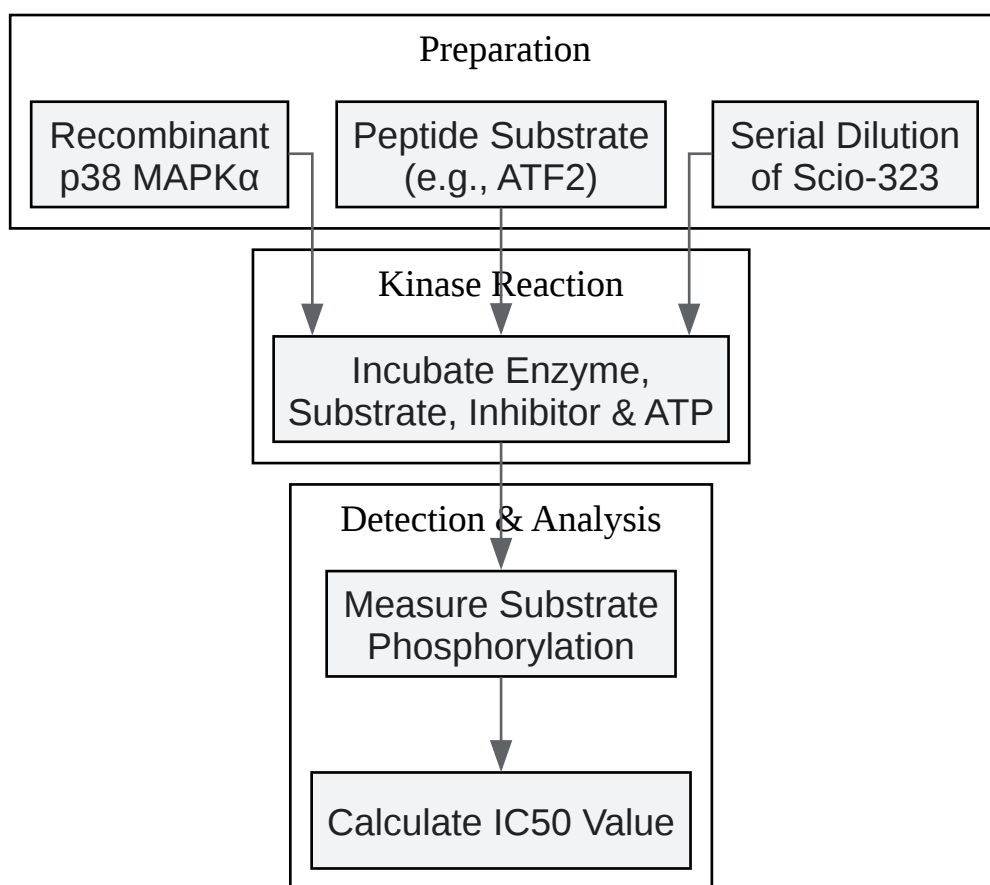 Preparation
Recombinant
p38 MAPKα
Peptide Substrate
(e.g., ATF2)
Serial Dilution
of Scio-323
Kinase Reaction
Incubate Enzyme,
Substrate, Inhibitor & ATP
Detection & Analysis
Measure Substrate
Phosphorylation
Calculate IC50 Value